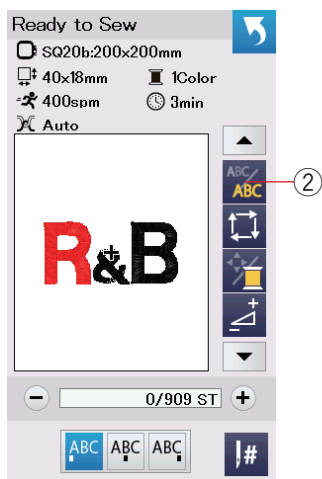 Ready to Sew
SQ20b:200x200mm
40x18mm 1Color
400spm 3min
Auto
ABC/
ABC
2
R&B
0/909 ST
ABC ABC ABC
#